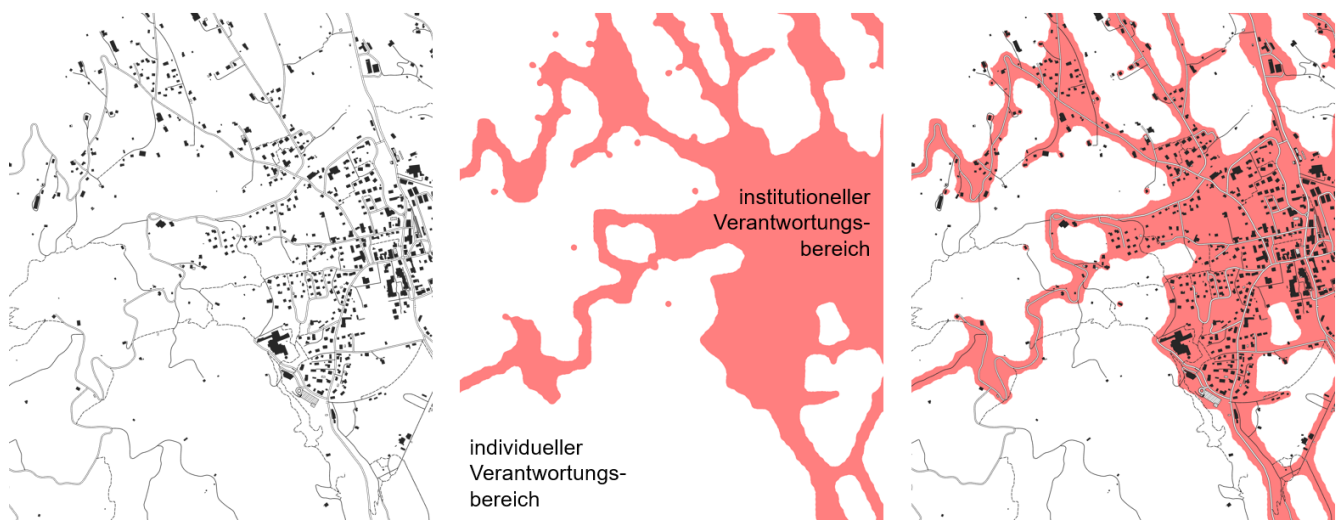 institutioneller
Verantwortungs-
bereich
individueller
Verantwortungs-
bereich